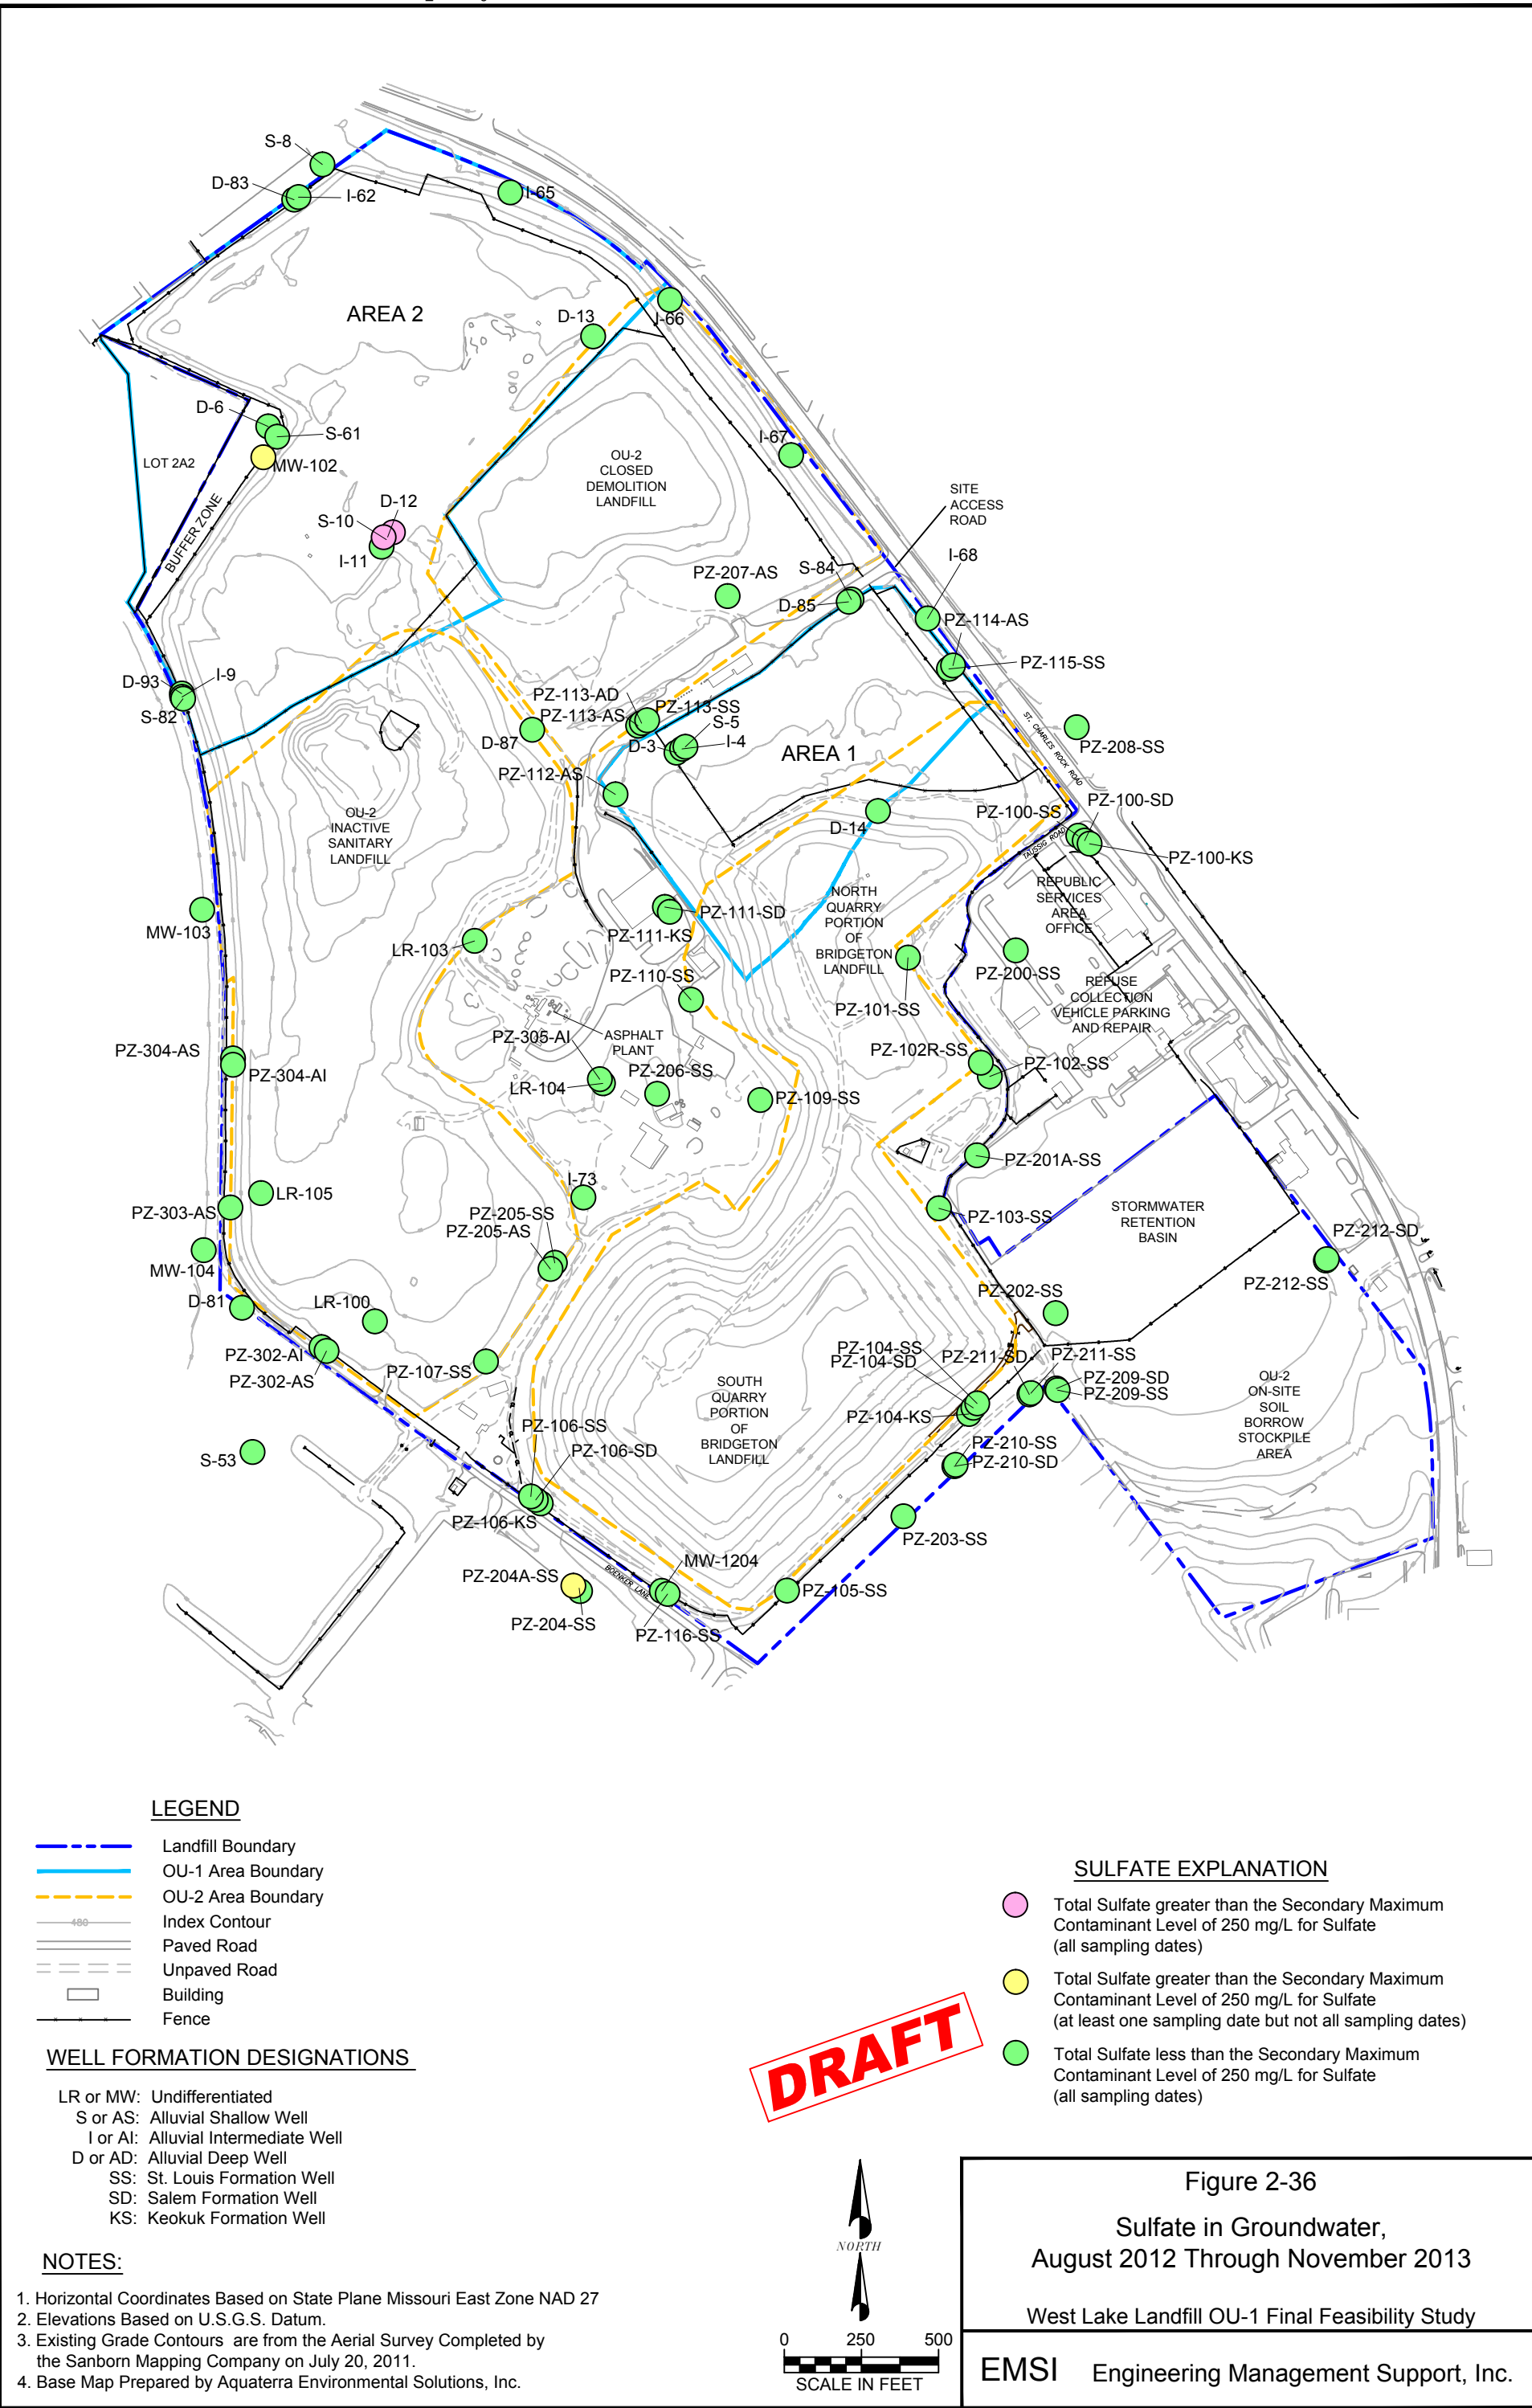 S-8
D-83
I-62
I-65
AREA 2
D-13
I-66
D-6
S-61
LOT 2A2
MW-102
BUFFER ZONE
OU-2
CLOSED
DEMOLITION
LANDFILL
I-67
D-12
S-10
I-11
SITE
ACCESS
ROAD
I-68
PZ-207-AS
S-84
D-85
PZ-114-AS
PZ-115-SS
D-93
I-9
S-82
PZ-113-AD
PZ-113-SS
PZ-113-AS
S-5
D-87
D-3
I-4
AREA 1
ST. CHARLES ROCK ROAD
PZ-208-SS
PZ-112-AS
OU-2
INACTIVE
SANITARY
LANDFILL
D-14
PZ-100-SS
PZ-100-SD
TAUSSIG ROAD
PZ-100-KS
REPUBLIC
SERVICES
AREA
OFFICE
NORTH
QUARRY
PORTION
OF
BRIDGETON
LANDFILL
MW-103
PZ-111-SD
PZ-111-KS
LR-103
PZ-110-SS
PZ-200-SS
PZ-101-SS
REFUSE
COLLECTION
VEHICLE PARKING
AND REPAIR
ASPHALT
PLANT
PZ-305-AI
PZ-304-AS
PZ-304-AI
LR-104
PZ-206-SS
PZ-102R-SS
PZ-102-SS
PZ-109-SS
PZ-201A-SS
LR-105
I-73
PZ-303-AS
PZ-205-SS
PZ-205-AS
PZ-103-SS
STORMWATER
RETENTION
BASIN
PZ-212-SD
PZ-212-SS
MW-104
D-81
LR-100
PZ-202-SS
PZ-302-AI
PZ-302-AS
PZ-107-SS
PZ-104-SS
PZ-104-SD
PZ-211-SD
PZ-211-SS
PZ-209-SD
PZ-209-SS
PZ-104-KS
SOUTH
QUARRY
PORTION
OF
BRIDGETON
LANDFILL
OU-2
ON-SITE
SOIL
BORROW
STOCKPILE
AREA
PZ-106-SS
PZ-106-SD
PZ-210-SS
PZ-210-SD
S-53
PZ-106-KS
PZ-203-SS
MW-1204
PZ-204A-SS
BOENKER LANE
PZ-105-SS
PZ-204-SS
PZ-116-SS
LEGEND
Landfill Boundary
OU-1 Area Boundary
OU-2 Area Boundary
480
Index Contour
Paved Road
Unpaved Road
Building
Fence
WELL FORMATION DESIGNATIONS
LR or MW: Undifferentiated
S or AS: Alluvial Shallow Well
I or AI: Alluvial Intermediate Well
D or AD: Alluvial Deep Well
SS: St. Louis Formation Well
SD: Salem Formation Well
KS: Keokuk Formation Well
NOTES:
1. Horizontal Coordinates Based on State Plane Missouri East Zone NAD 27
2. Elevations Based on U.S.G.S. Datum.
3. Existing Grade Contours are from the Aerial Survey Completed by
the Sanborn Mapping Company on July 20, 2011.
4. Base Map Prepared by Aquaterra Environmental Solutions, Inc.
SULFATE EXPLANATION
Total Sulfate greater than the Secondary Maximum
Contaminant Level of 250 mg/L for Sulfate
(all sampling dates)
Total Sulfate greater than the Secondary Maximum
Contaminant Level of 250 mg/L for Sulfate
(at least one sampling date but not all sampling dates)
Total Sulfate less than the Secondary Maximum
Contaminant Level of 250 mg/L for Sulfate
(all sampling dates)
DRAFT
NORTH
0 250 500
SCALE IN FEET
Figure 2-36
Sulfate in Groundwater,
August 2012 Through November 2013
West Lake Landfill OU-1 Final Feasibility Study
EMSI Engineering Management Support, Inc.